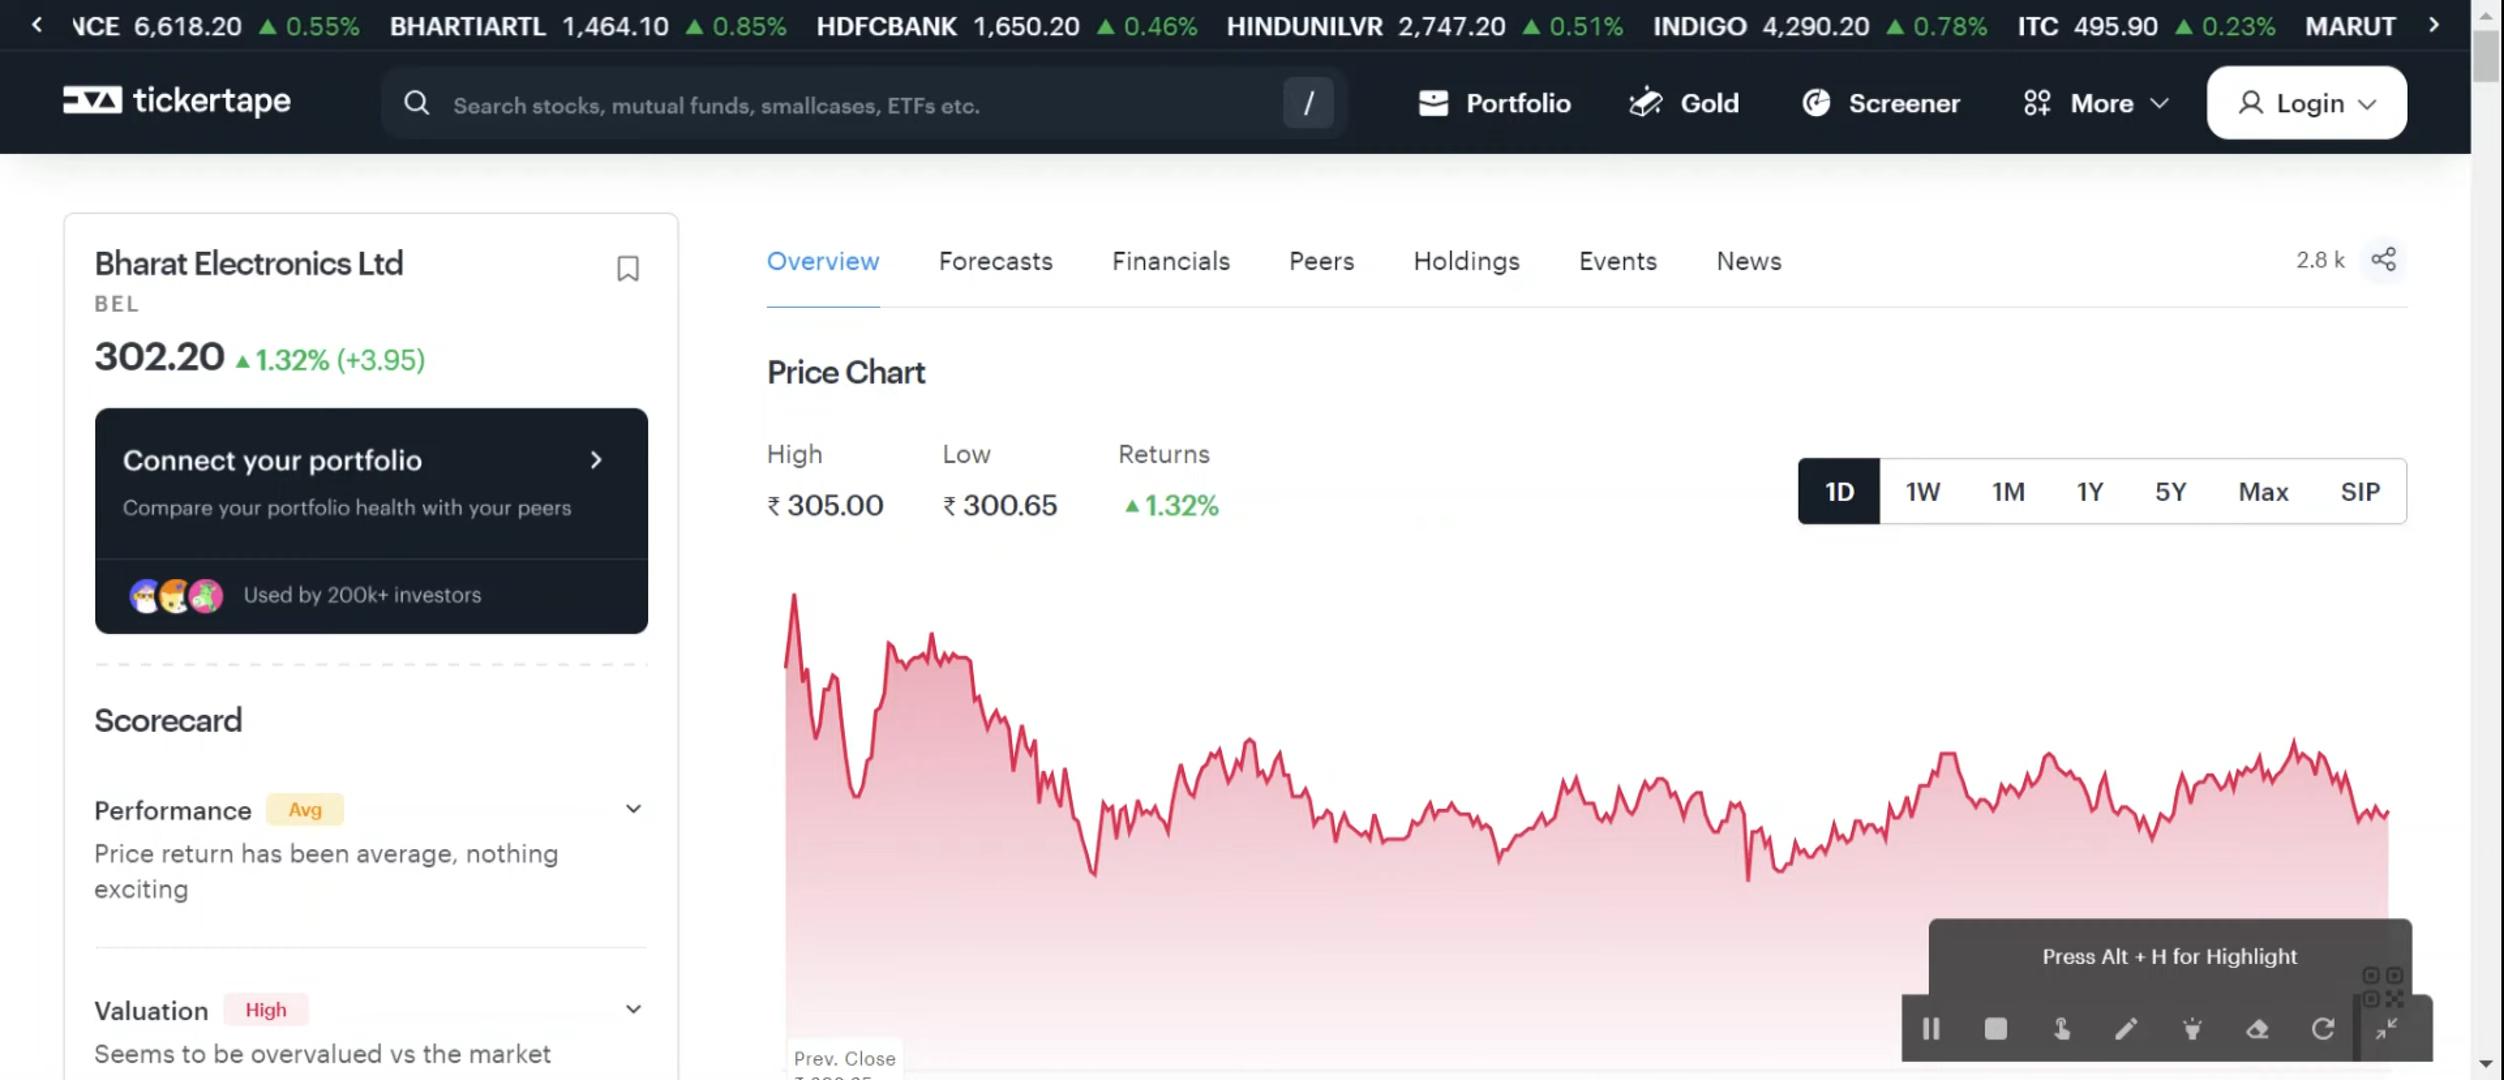 NCE 6,618.20 ▲ 0.55% BHARTIARTL 1,464.10 ▲ 0.85% HDFCBANK 1,650.20 ▲ 0.46% HINDUNILVR 2,747.20 ▲ 0.51% INDIGO 4,290.20 ▲ 0.78% ITC 495.90 ▲ 0.23% MARUT
tickertape
Search stocks, mutual funds, smallcases, ETFs etc. /
Portfolio Gold Screener More Login
Bharat Electronics Ltd
BEL
302.20 ▲ 1.32% (+3.95)
Connect your portfolio
Compare your portfolio health with your peers
Used by 200k+ investors
Scorecard
Performance Avg
Price return has been average, nothing
exciting
Valuation High
Seems to be overvalued vs the market
Overview Forecasts Financials Peers Holdings Events News 2.8 k
Price Chart
High Low Returns
₹ 305.00 ₹ 300.65 ▲ 1.32%
1D 1W 1M 1Y 5Y Max SIP
Prev. Close
Press Alt + H for Highlight